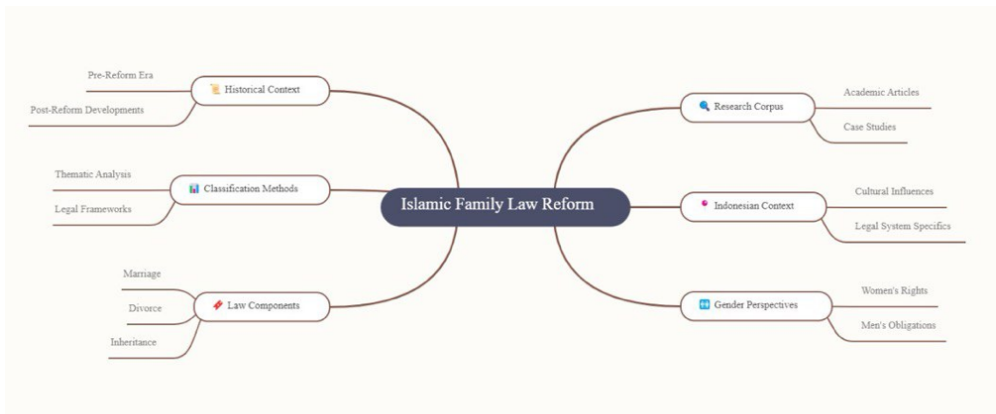 Islamic Family Law Reform
Historical Context
Pre-Reform Era
Post-Reform Developments
Classification Methods
Thematic Analysis
Legal Frameworks
Law Components
Marriage
Divorce
Inheritance
Research Corpus
Academic Articles
Case Studies
Indonesian Context
Cultural Influences
Legal System Specifics
Gender Perspectives
Women's Rights
Men's Obligations